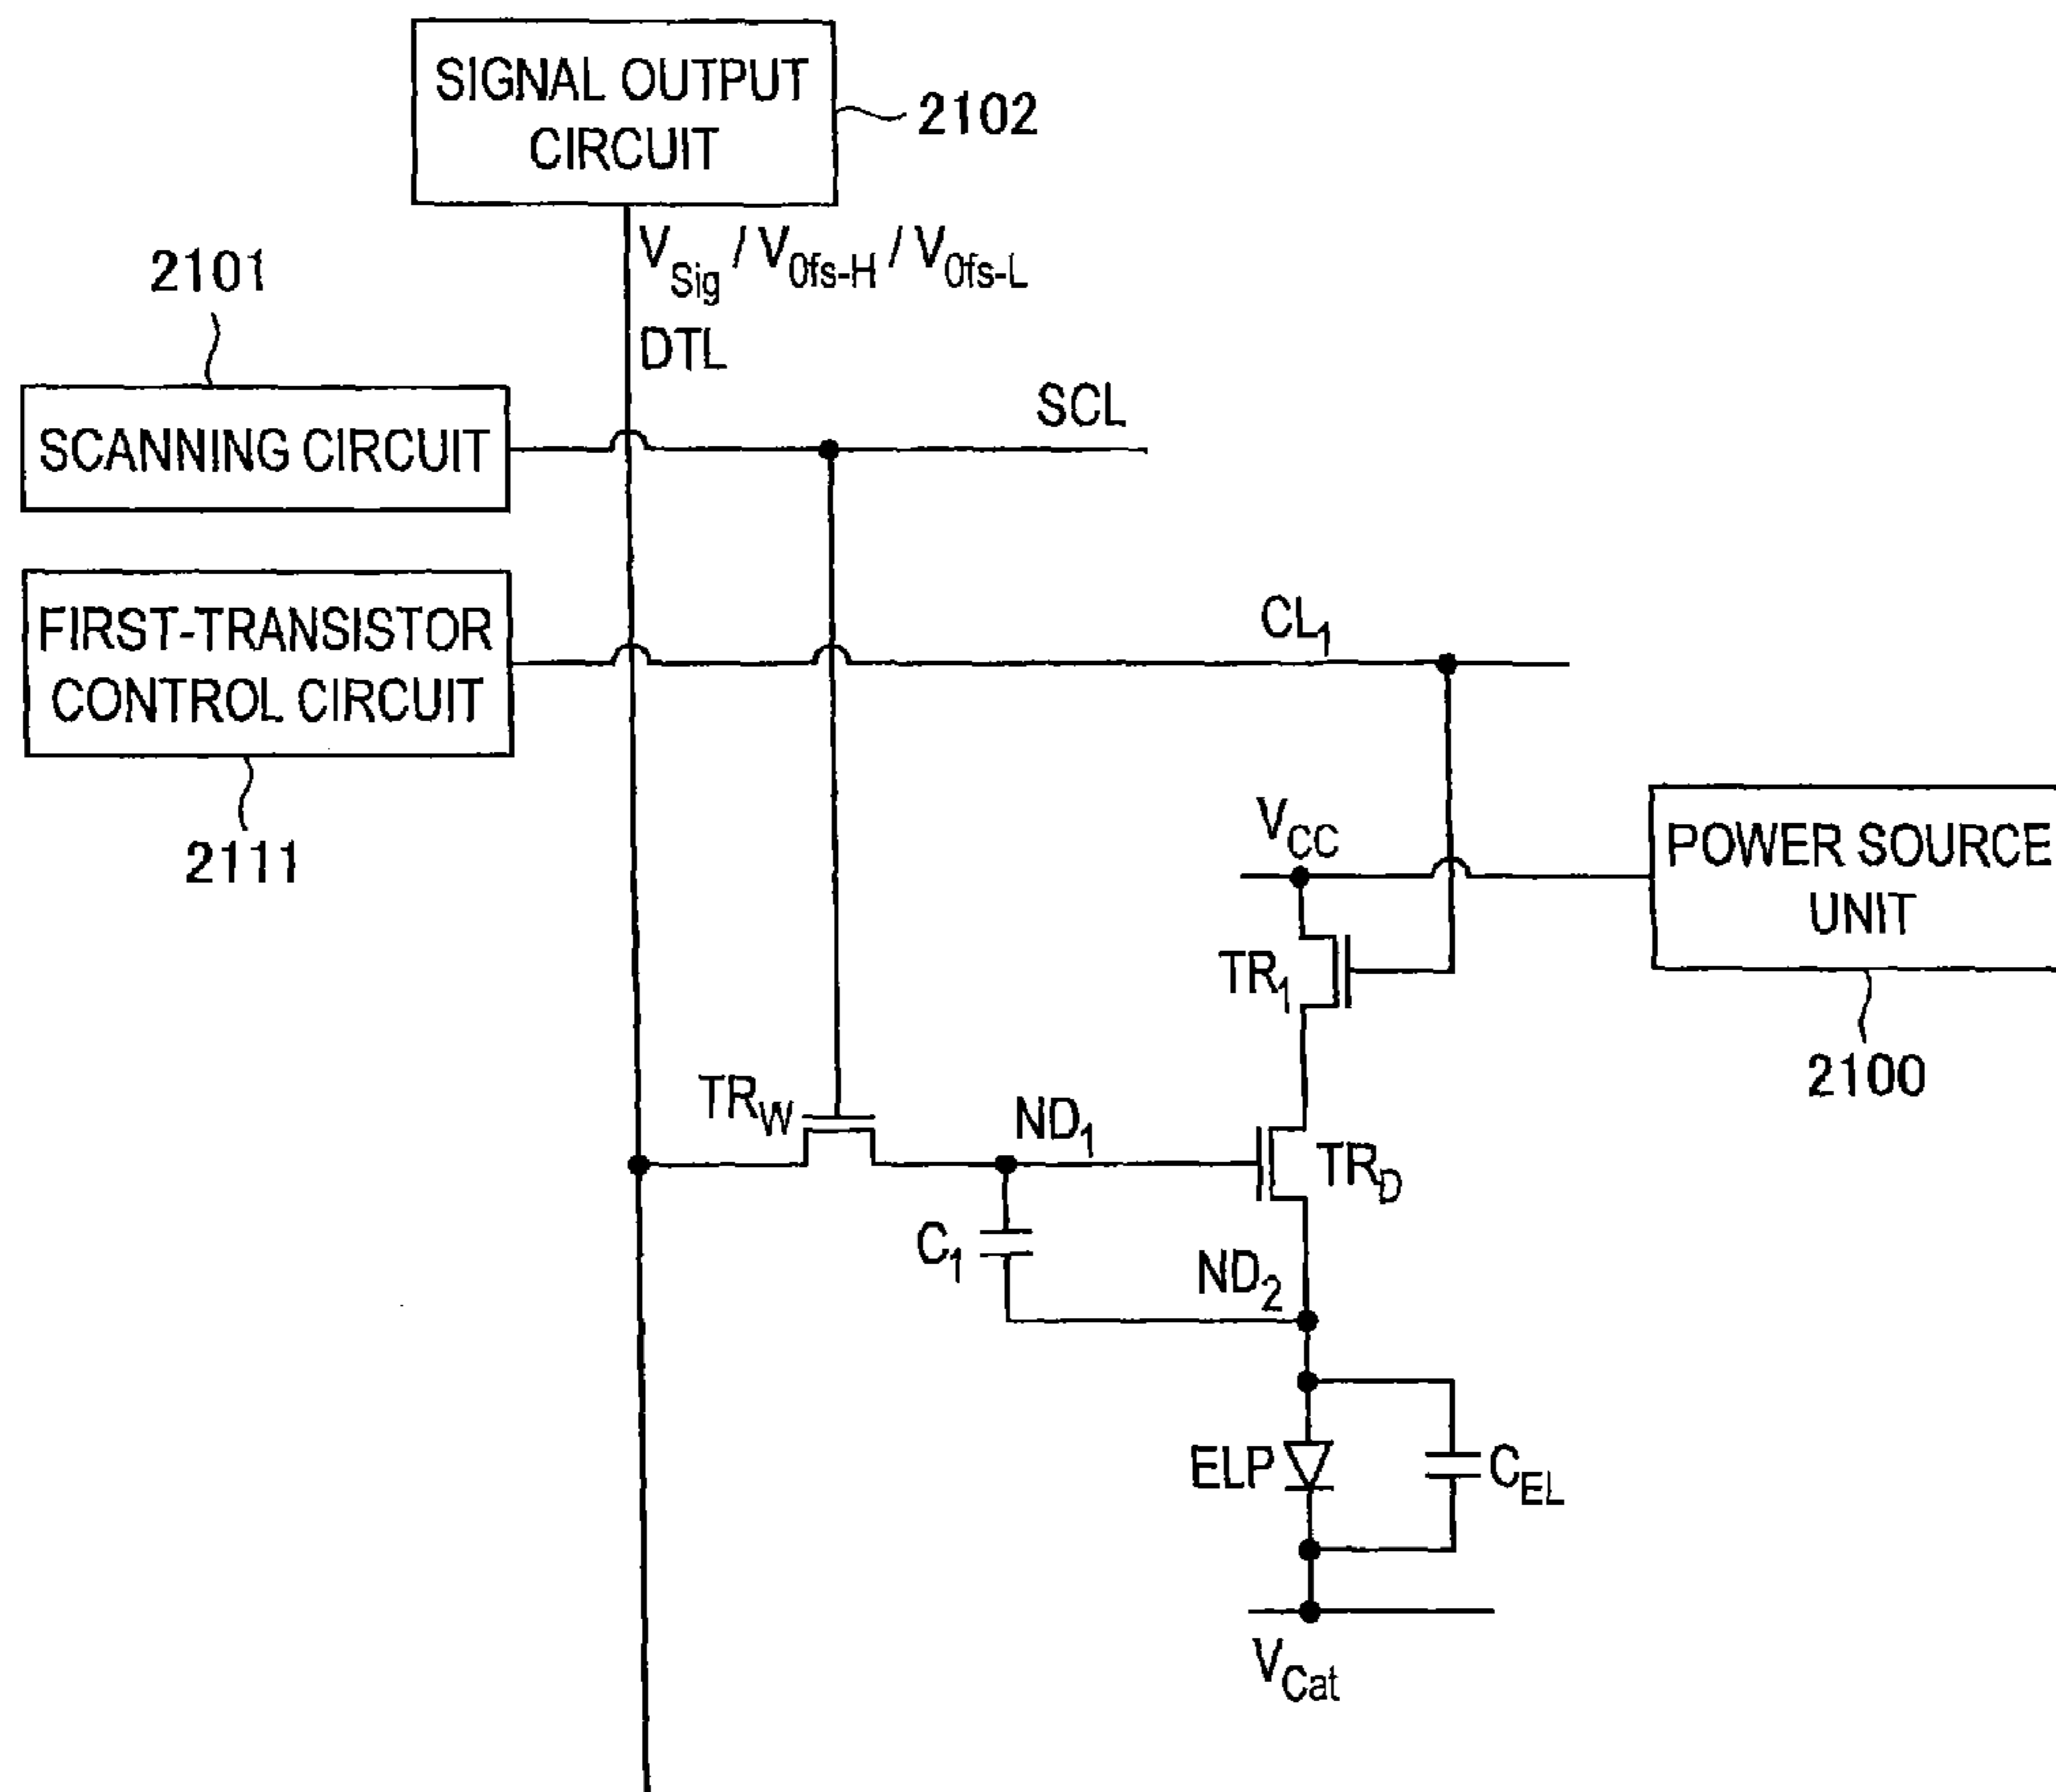 SIGNAL OUTPUT
CIRCUIT
2102
V_Sig / V_0fs-H / V_0fs-L
2101
DTL
SCL
SCANNING CIRCUIT
FIRST-TRANSISTOR
CONTROL CIRCUIT
CL_1
2111
V_CC
POWER SOURCE
UNIT
TR_1
2100
TR_W
ND_1
TR_D
C_1
ND_2
ELP
C_EL
V_Cat